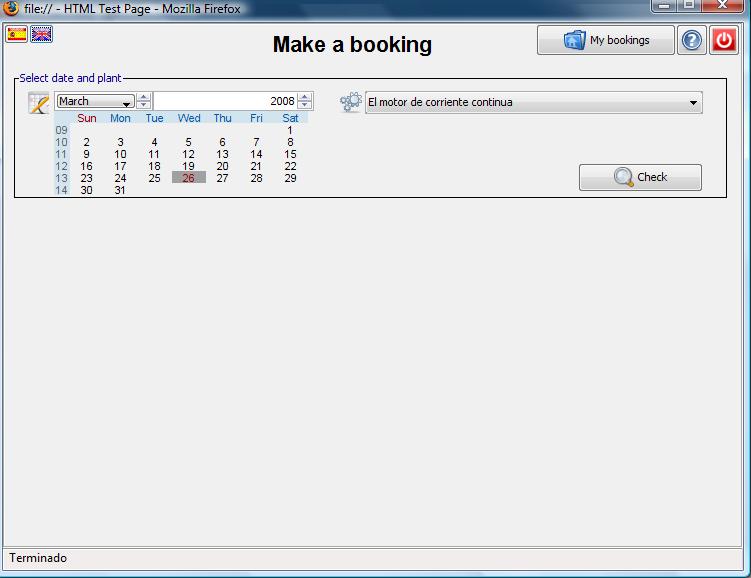 file:// - HTML Test Page - Mozilla Firefox
Make a booking
My bookings
Select date and plant
March 2008 El motor de corriente continua
Sun Mon Tue Wed Thu Fri Sat
09 1
10 2 3 4 5 6 7 8
11 9 10 11 12 13 14 15
12 16 17 18 19 20 21 22
13 23 24 25 26 27 28 29
14 30 31
Check
Terminado